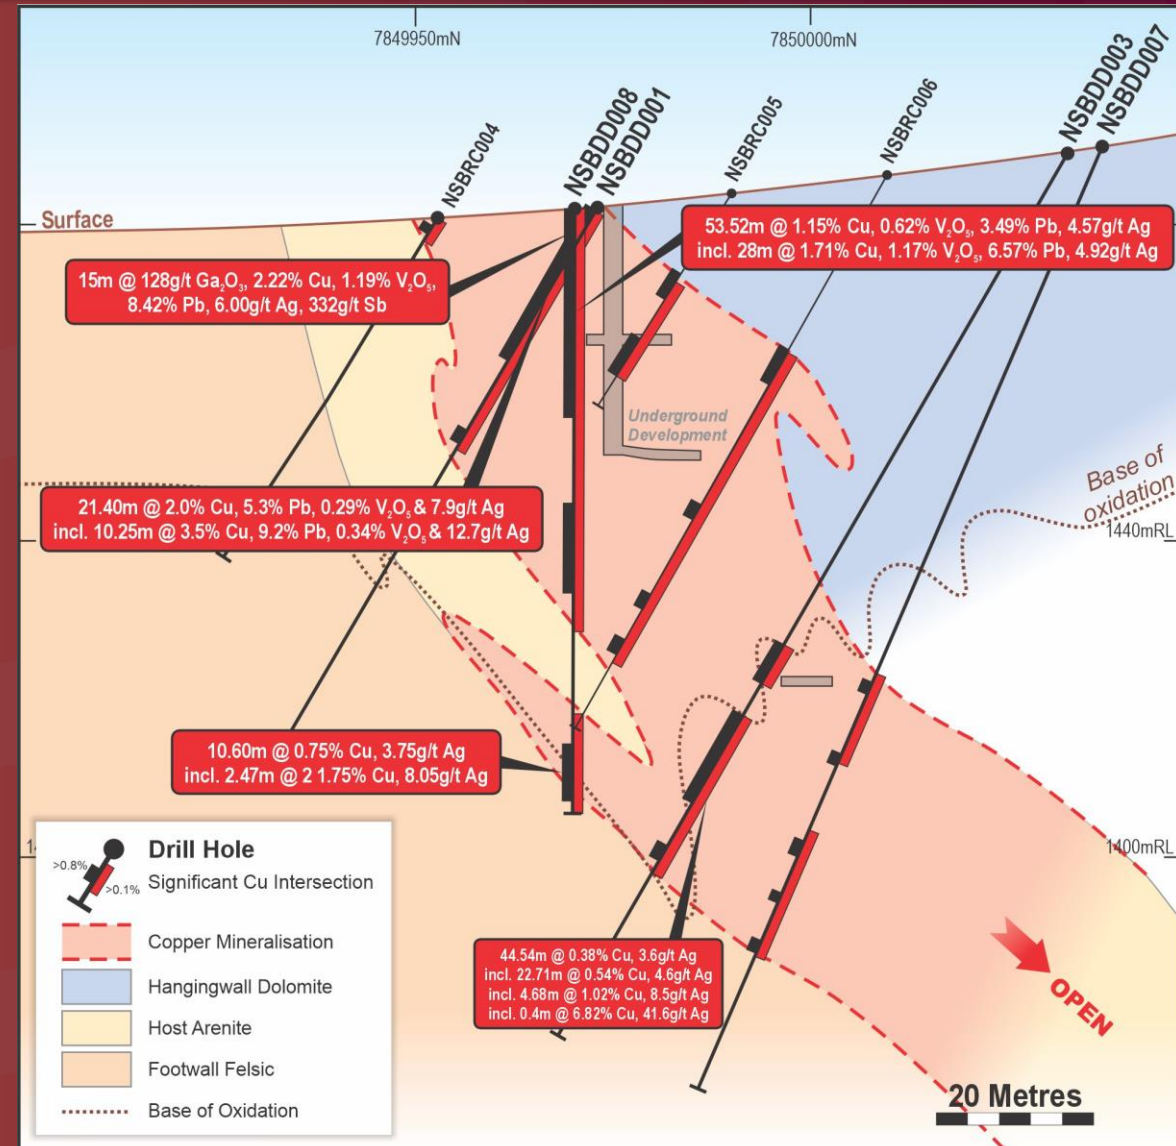 7849950mN
7850000mN
NSBRC004
NSBDD008
NSBDD001
NSBRC005
NSBRC006
NSBDD003
NSBDD007
Surface
53.52m @ 1.15% Cu, 0.62% V₂O₅, 3.49% Pb, 4.57g/t Ag
incl. 28m @ 1.71% Cu, 1.17% V₂O₅, 6.57% Pb, 4.92g/t Ag
15m @ 128g/t Ga₂O₃, 2.22% Cu, 1.19% V₂O₅,
8.42% Pb, 6.00g/t Ag, 332g/t Sb
Underground
Development
Base of
oxidation
1440mRL
21.40m @ 2.0% Cu, 5.3% Pb, 0.29% V₂O₅ & 7.9g/t Ag
incl. 10.25m @ 3.5% Cu, 9.2% Pb, 0.34% V₂O₅ & 12.7g/t Ag
10.60m @ 0.75% Cu, 3.75g/t Ag
incl. 2.47m @ 2 1.75% Cu, 8.05g/t Ag
1400mRL
44.54m @ 0.38% Cu, 3.6g/t Ag
incl. 22.71m @ 0.54% Cu, 4.6g/t Ag
incl. 4.68m @ 1.02% Cu, 8.5g/t Ag
incl. 0.4m @ 6.82% Cu, 41.6g/t Ag
OPEN
20 Metres
Drill Hole
>0.8%
>0.1%
Significant Cu Intersection
Copper Mineralisation
Hangingwall Dolomite
Host Arenite
Footwall Felsic
Base of Oxidation